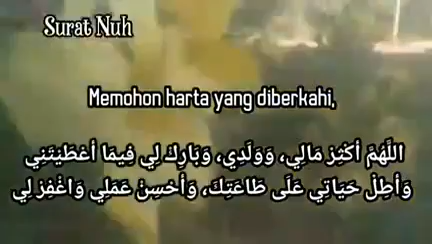 Surat Nuh
Memohon harta yang diberkahi,
اللَّهُمَّ أَكْثِرْ مَالِي، وَوَلَدِي، وَبَارِكْ لِي فِيمَا أَعْطَيْتَنِي
وَأَطِلْ حَيَاتِي عَلَى طَاعَتِكَ، وَأَحْسِنْ عَمَلِي وَاغْفِرْ لِي